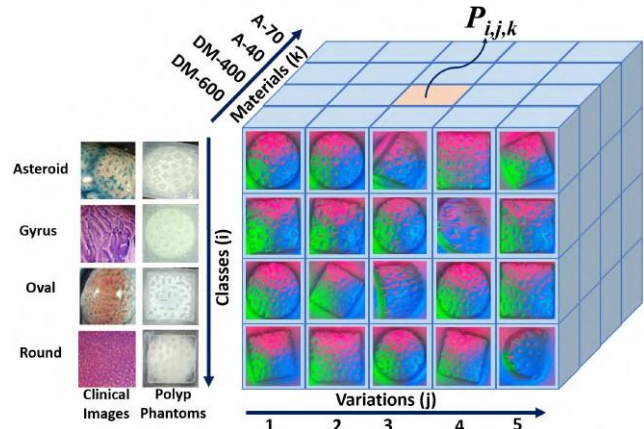 P i,j,k
A-70
A-40
DM-400
DM-600
Materials (k)
Asteroid
Gyrus
Oval
Round
Classes (i)
Clinical
Images
Polyp
Phantoms
Variations (j)
1 2 3 4 5